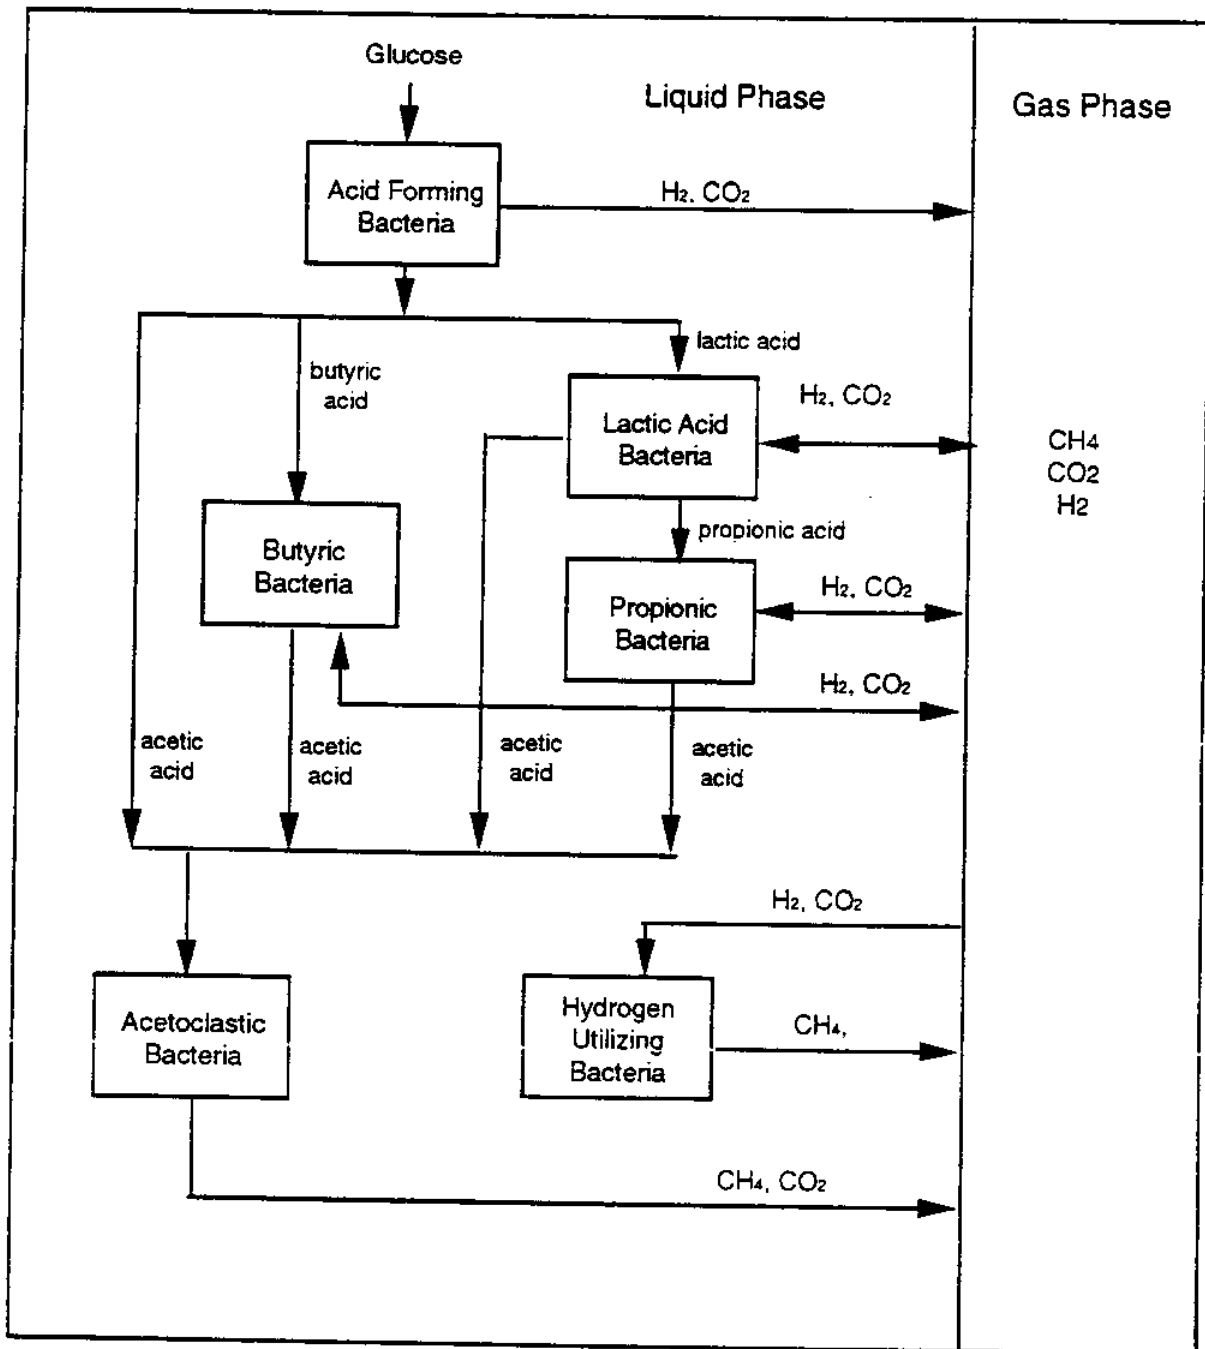 Glucose
Liquid Phase
Gas Phase
Acid Forming
Bacteria
H₂, CO₂
lactic acid
butyric
acid
Lactic Acid
Bacteria
H₂, CO₂
CH4
CO2
H2
propionic acid
Butyric
Bacteria
Propionic
Bacteria
H₂, CO₂
H₂, CO₂
acetic
acid
acetic
acid
acetic
acid
acetic
acid
H₂, CO₂
Acetoclastic
Bacteria
Hydrogen
Utilizing
Bacteria
CH₄,
CH₄, CO₂